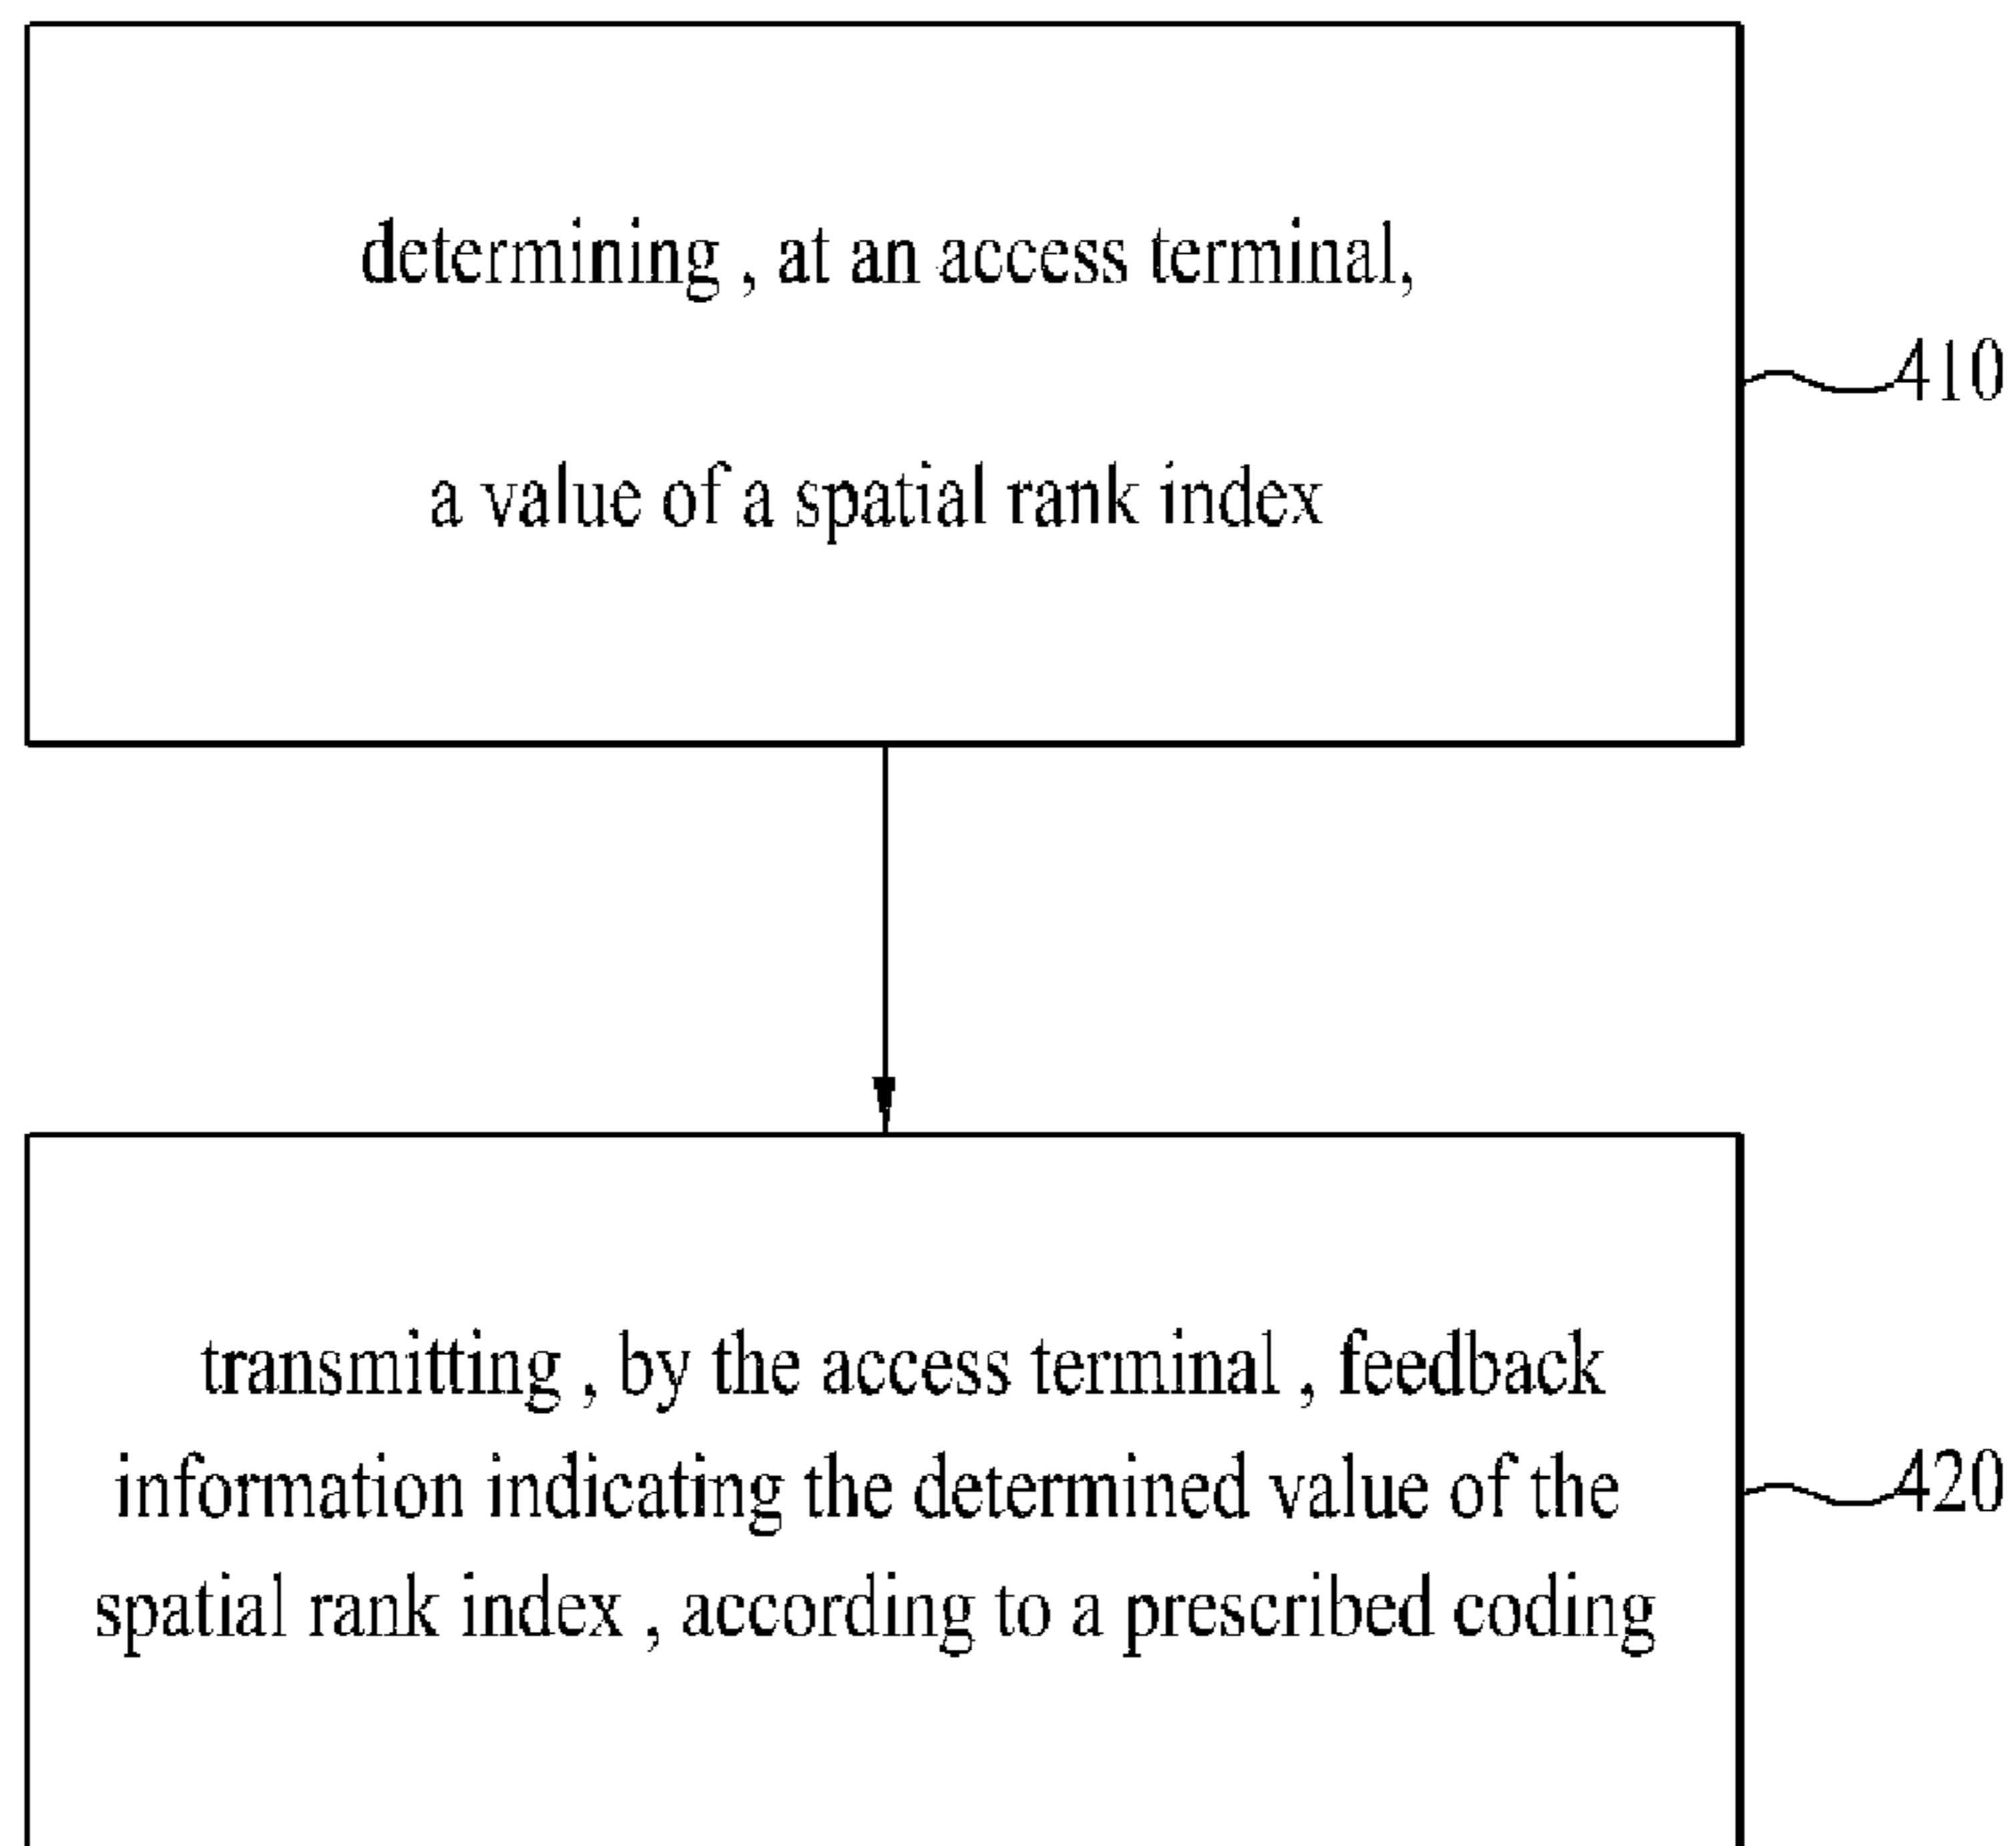 determining , at an access terminal,
a value of a spatial rank index
410
transmitting , by the access terminal , feedback
information indicating the determined value of the
spatial rank index , according to a prescribed coding
420